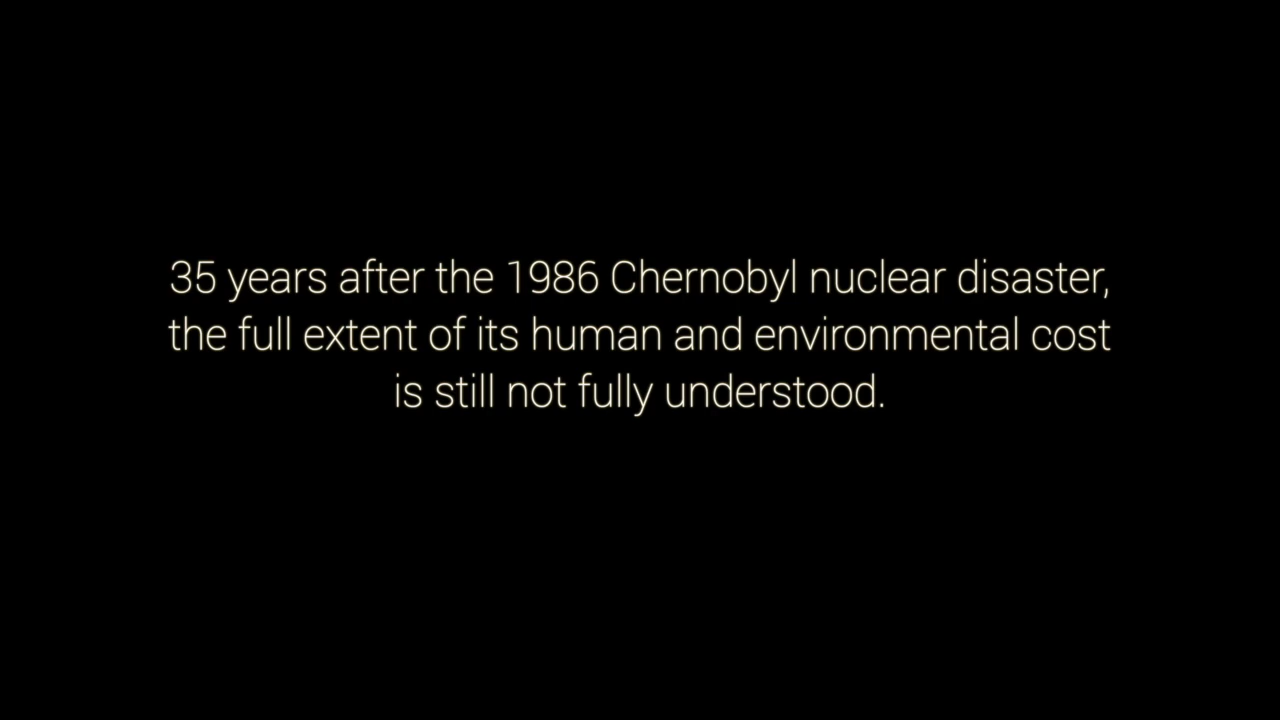 35 years after the 1986 Chernobyl nuclear disaster,
the full extent of its human and environmental cost
is still not fully understood.